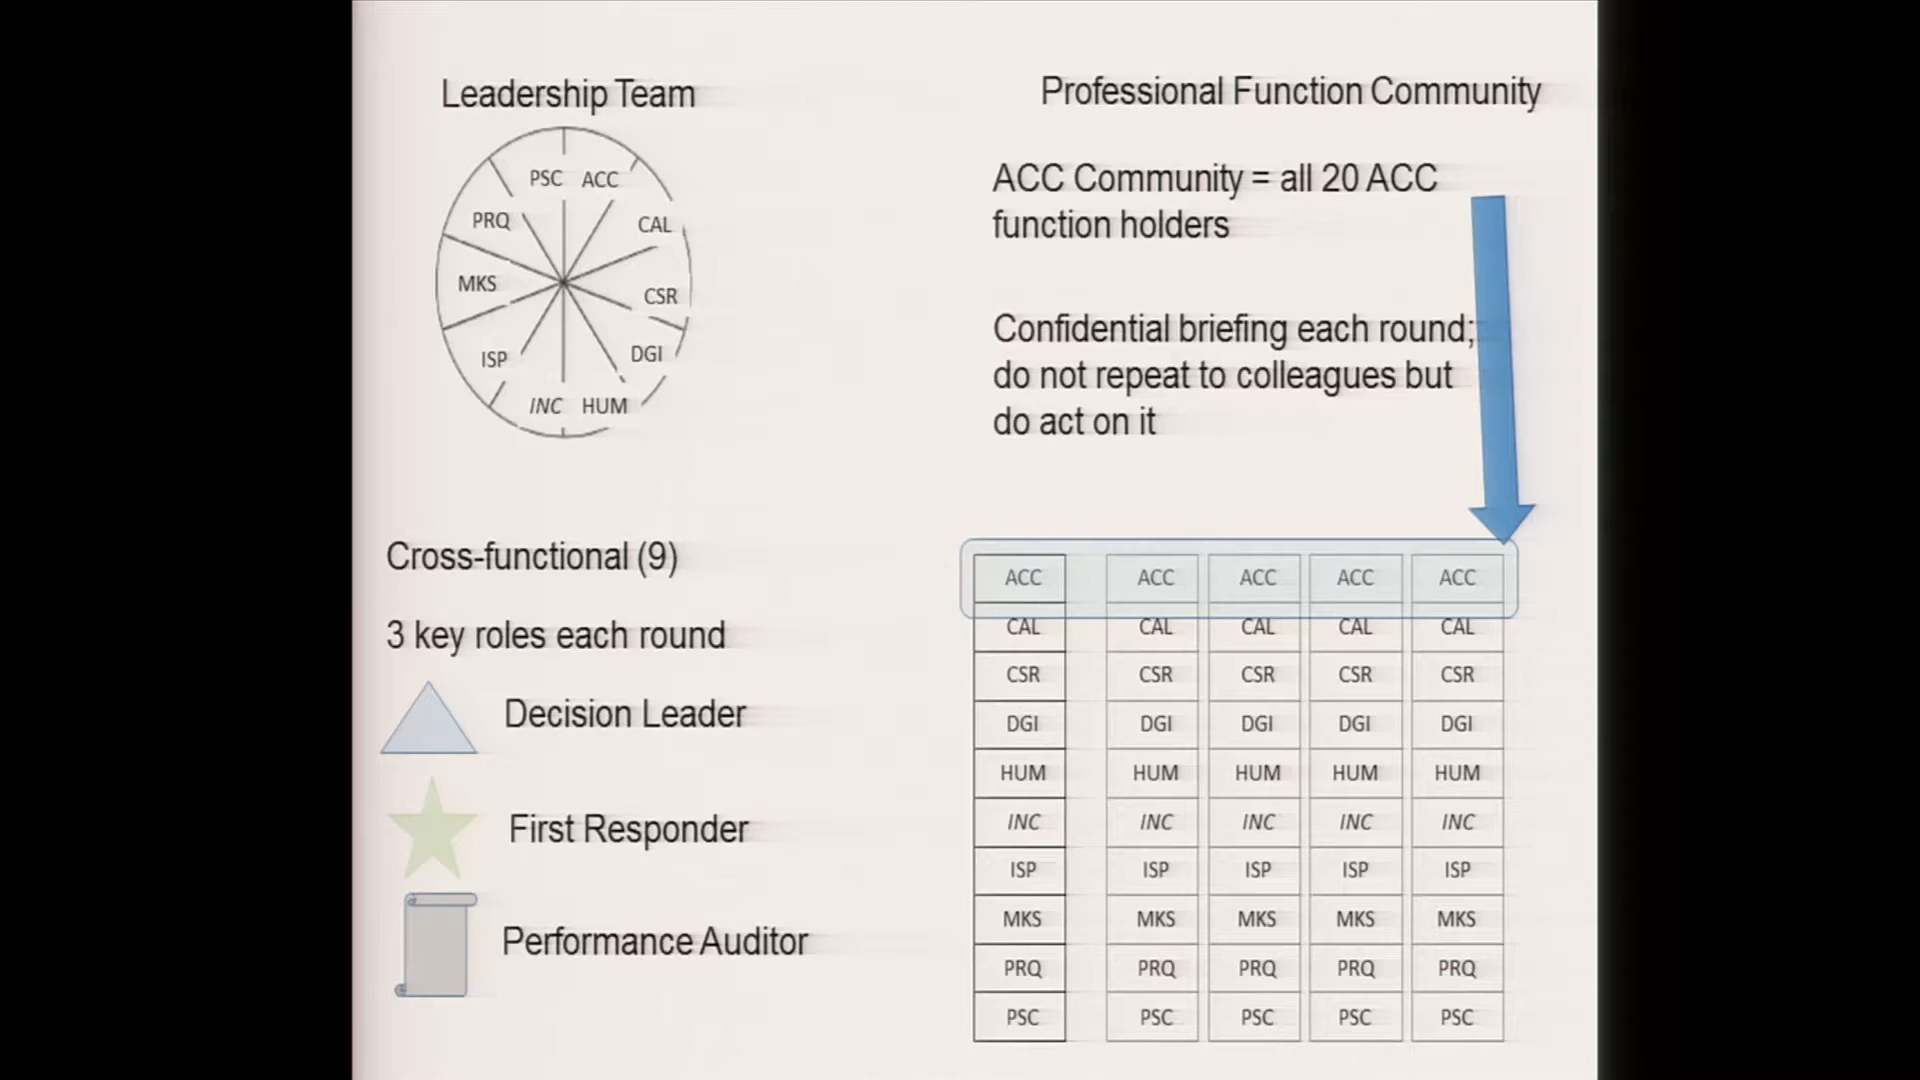 Leadership Team
PSC ACC
PRQ CAL
MKS CSR
ISP DGI
INC HUM
Cross-functional (9)
3 key roles each round
Decision Leader
First Responder
Performance Auditor
Professional Function Community
ACC Community = all 20 ACC
function holders
Confidential briefing each round;
do not repeat to colleagues but
do act on it
ACC ACC ACC ACC ACC
CAL CAL CAL CAL CAL
CSR CSR CSR CSR CSR
DGI DGI DGI DGI DGI
HUM HUM HUM HUM HUM
INC INC INC INC INC
ISP ISP ISP ISP ISP
MKS MKS MKS MKS MKS
PRQ PRQ PRQ PRQ PRQ
PSC PSC PSC PSC PSC